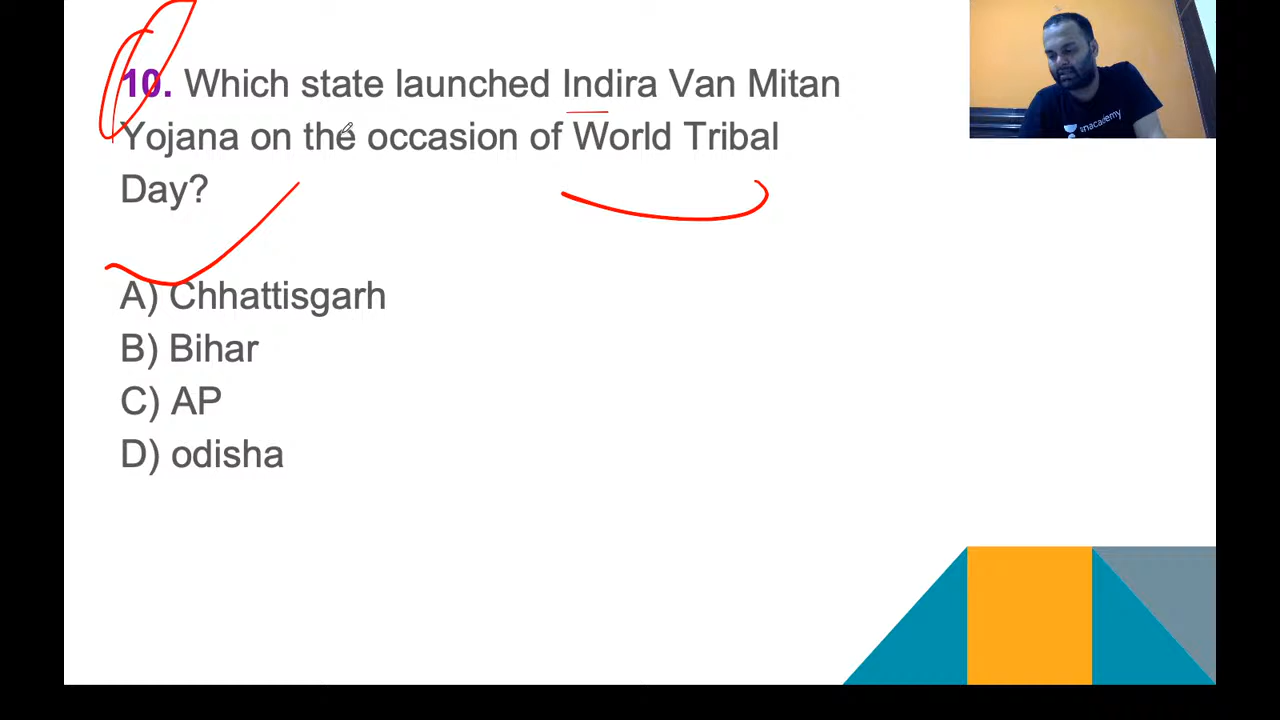 10. Which state launched Indira Van Mitan
Yojana on the occasion of World Tribal
Day?
A) Chhattisgarh
B) Bihar
C) AP
D) odisha
unacademy